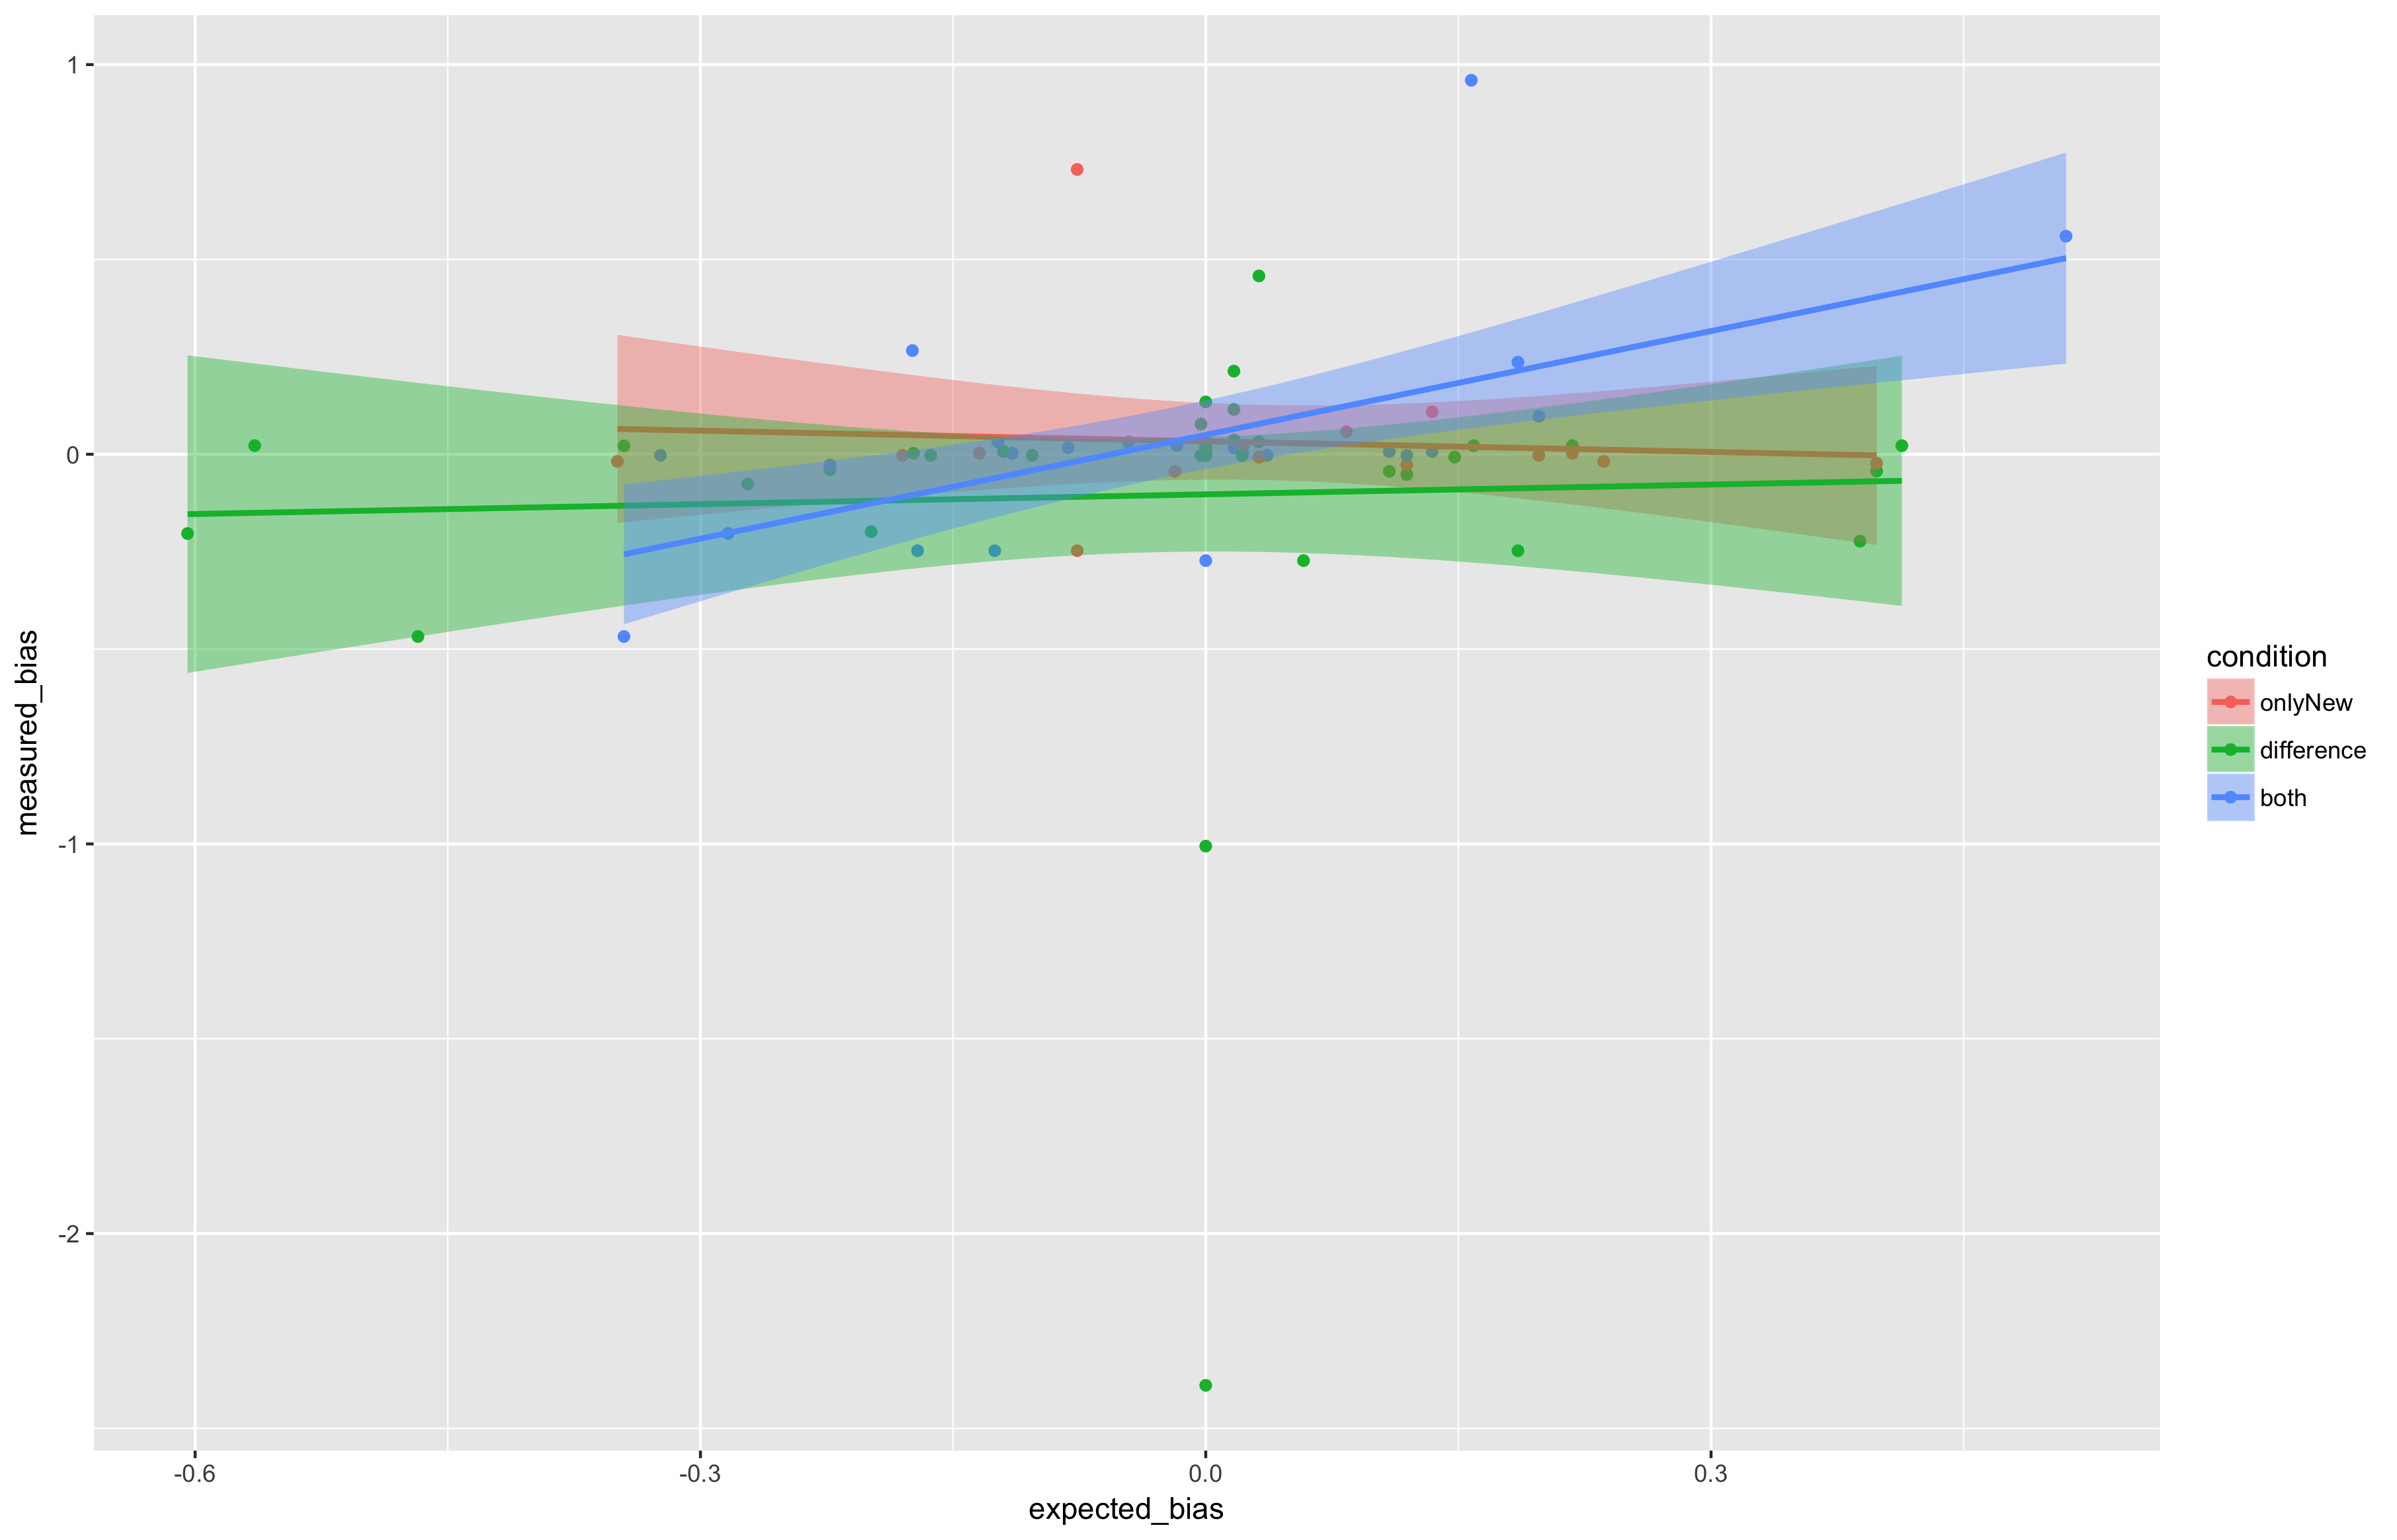 measured_bias
1
0
-1
-2
-0.6
-0.3
0.0
0.3
expected_bias
condition
onlyNew
difference
both